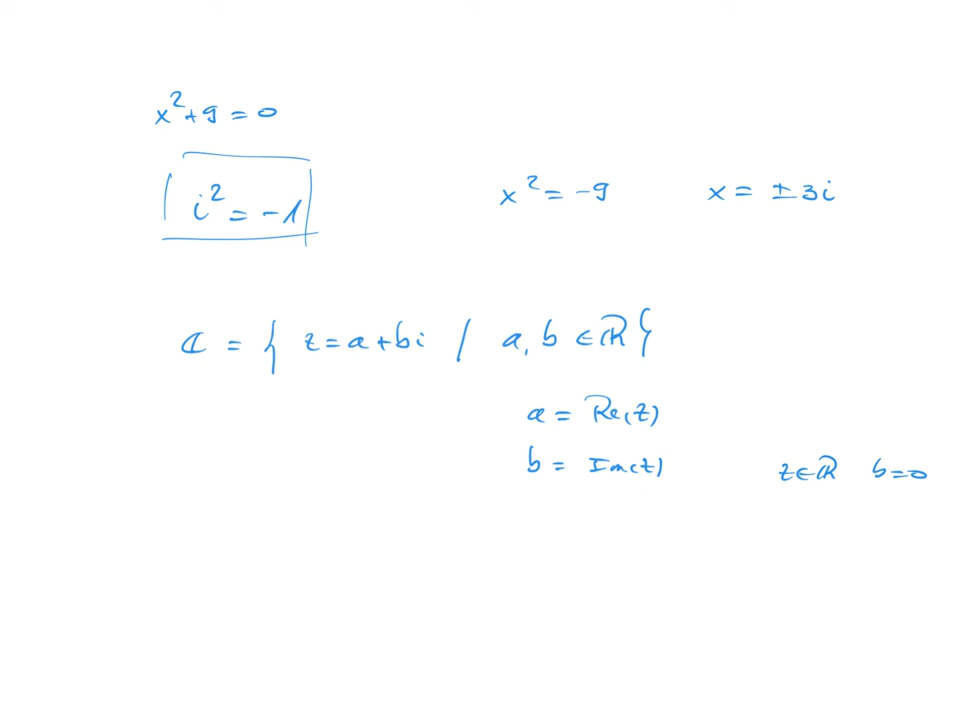 x²+9=0
i²=-1 x²=-9 x=±3i
ℂ={ z=a+bi / a, b ∈ ℝ}
a = Re(z)
b = Im(z) z∈ℝ b=0